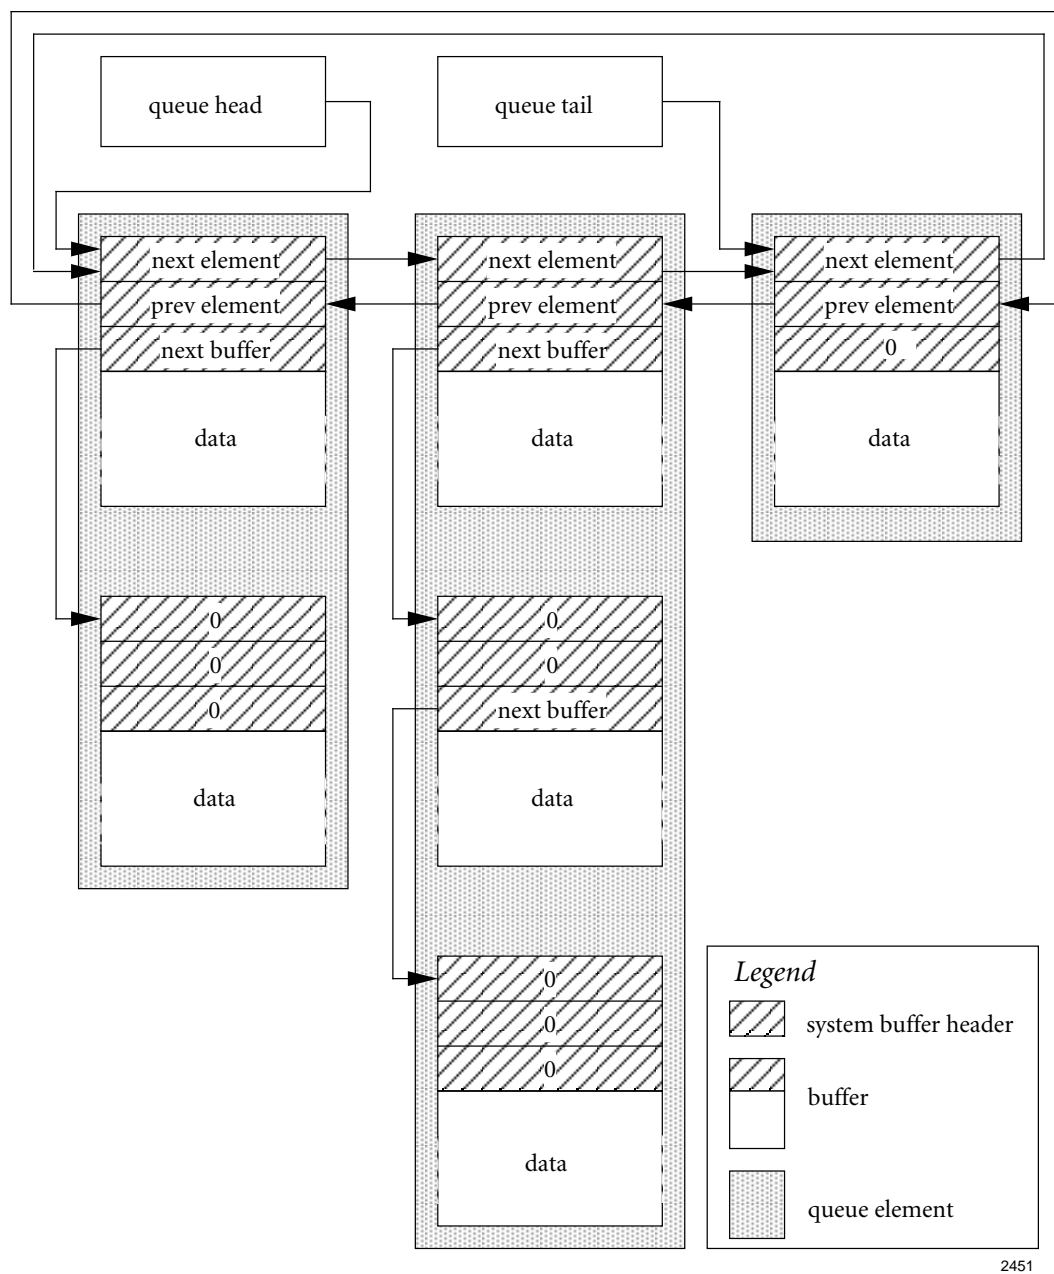 queue head
queue tail
next element
next element
next element
prev element
prev element
prev element
next buffer
next buffer
0
data
data
data
0
0
0
0
0
next buffer
data
data
0
0
0
data
Legend
system buffer header
buffer
queue element
2451